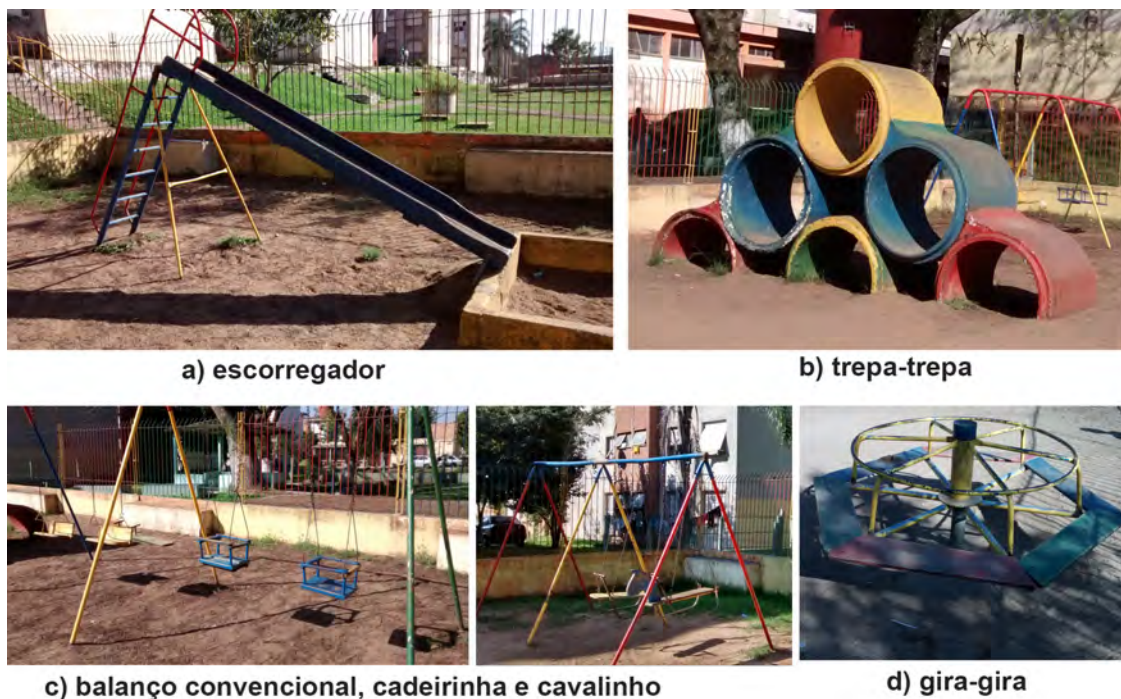 a) escorregador
b) trepa-trepa
c) balanço convencional, cadeirinha e cavalinho
d) gira-gira